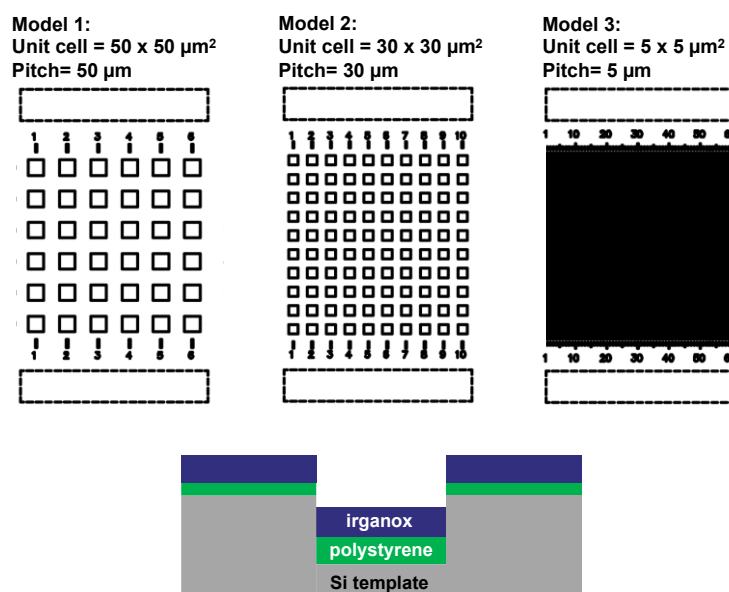 Model 1:
Unit cell = 50 x 50 µm²
Pitch= 50 µm
1 2 3 4 5 6
1 2 3 4 5 6
Model 2:
Unit cell = 30 x 30 µm²
Pitch= 30 µm
1 2 3 4 5 6 7 8 9 10
1 2 3 4 5 6 7 8 9 10
Model 3:
Unit cell = 5 x 5 µm²
Pitch= 5 µm
1 10 20 30 40 50
1 10 20 30 40 50
irganox
polystyrene
Si template